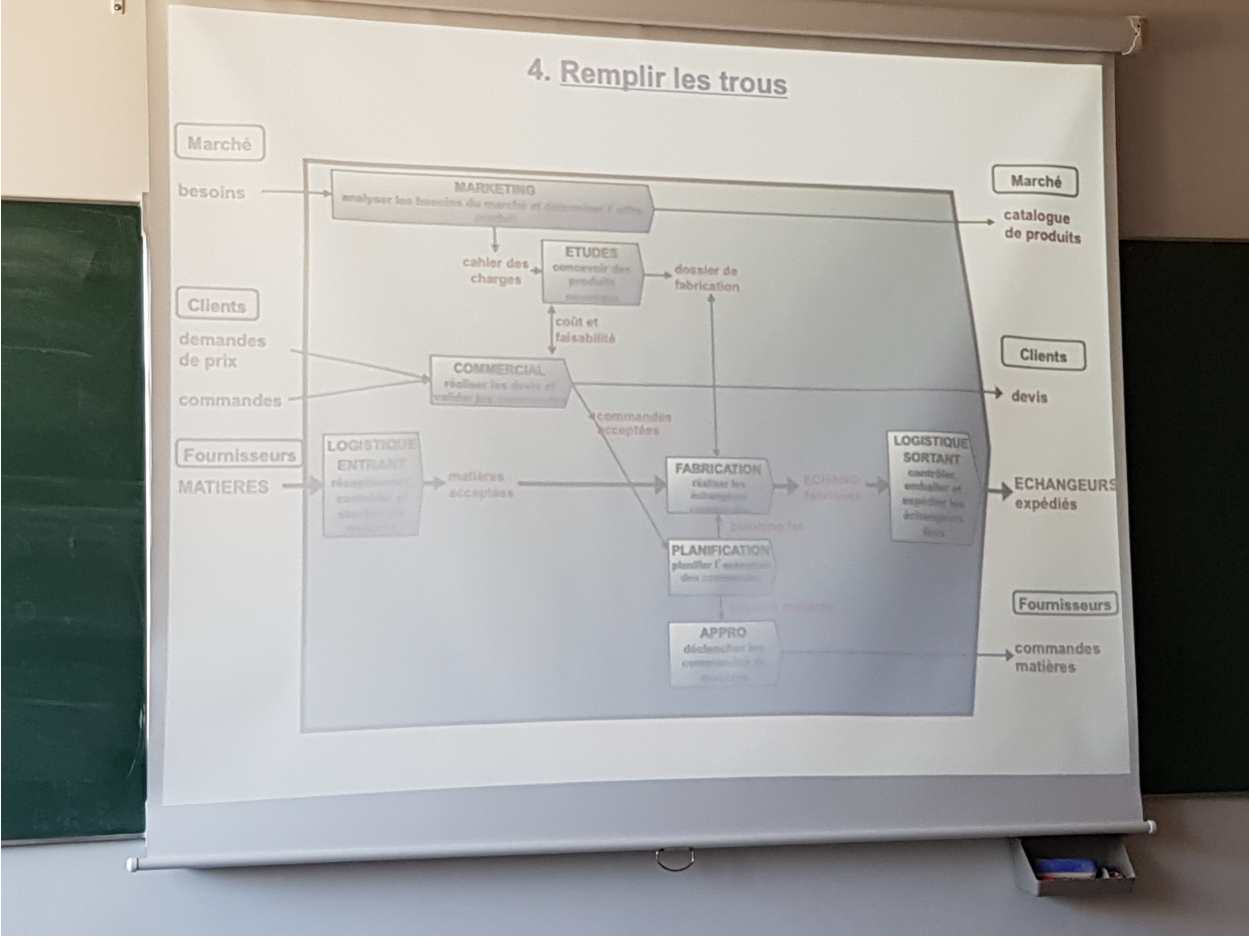 4. Remplir les trous
Marché
besoins
MARKETING
analyser les besoins du marché et déterminer l'offre
produit
Marché
catalogue
de produits
cahier des
charges
ETUDES
concevoir des
produits
dossier de
fabrication
coût et
faisabilité
Clients
demandes
de prix
commandes
COMMERCIAL
réaliser les devis et
valider les commandes
Clients
devis
commandes
acceptées
Fournisseurs
MATIERES
LOGISTIQUE
ENTRANT
matières
acceptées
FABRICATION
réaliser les
échangeurs
ECHANG
LOGISTIQUE
SORTANT
contrôler,
emballer et
expédier les
échangeurs
finis
ECHANGEURS
expédiés
planning fab.
PLANIFICATION
planifier l'
des commandes
APPRO
déclencher les
commandes
Fournisseurs
commandes
matières